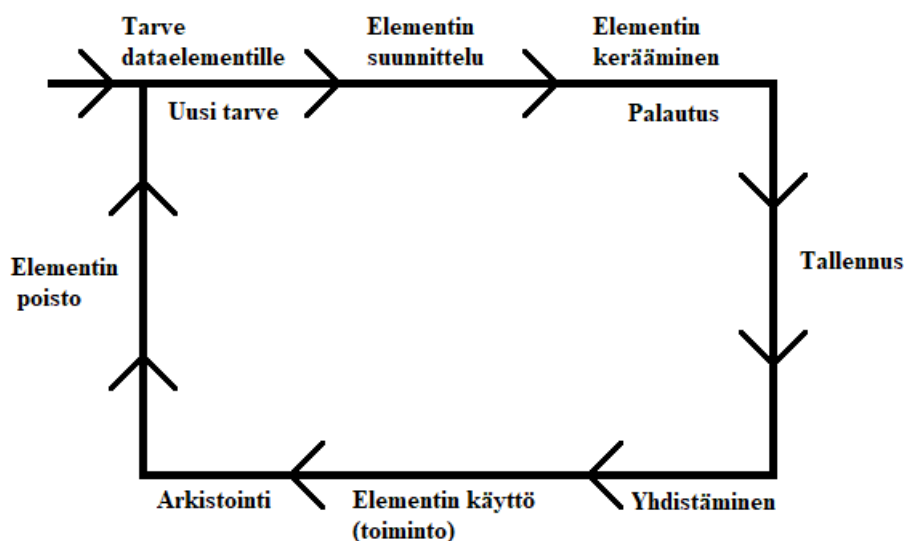 Tarve
dataelementille
Elementin
suunnittelu
Elementin
kerääminen
Uusi tarve
Palautus
Elementin
poisto
Tallennus
Arkistointi
Elementin käyttö
(toiminto)
Yhdistäminen